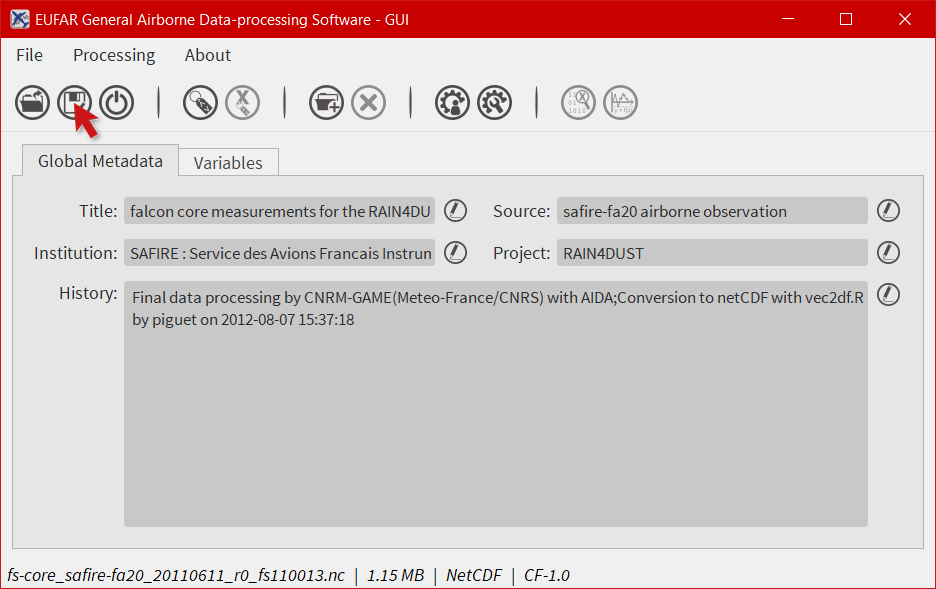 EUFAR General Airborne Data-processing Software - GUI
File Processing About
Global Metadata Variables
Title: falcon core measurements for the RAIN4DU Source: safire-fa20 airborne observation
Institution: SAFIRE : Service des Avions Francais Instrun Project: RAIN4DUST
History: Final data processing by CNRM-GAME(Meteo-France/CNRS) with AIDA;Conversion to netCDF with vec2df.R
by piguet on 2012-08-07 15:37:18
fs-core_safire-fa20_20110611_r0_fs110013.nc | 1.15 MB | NetCDF | CF-1.0